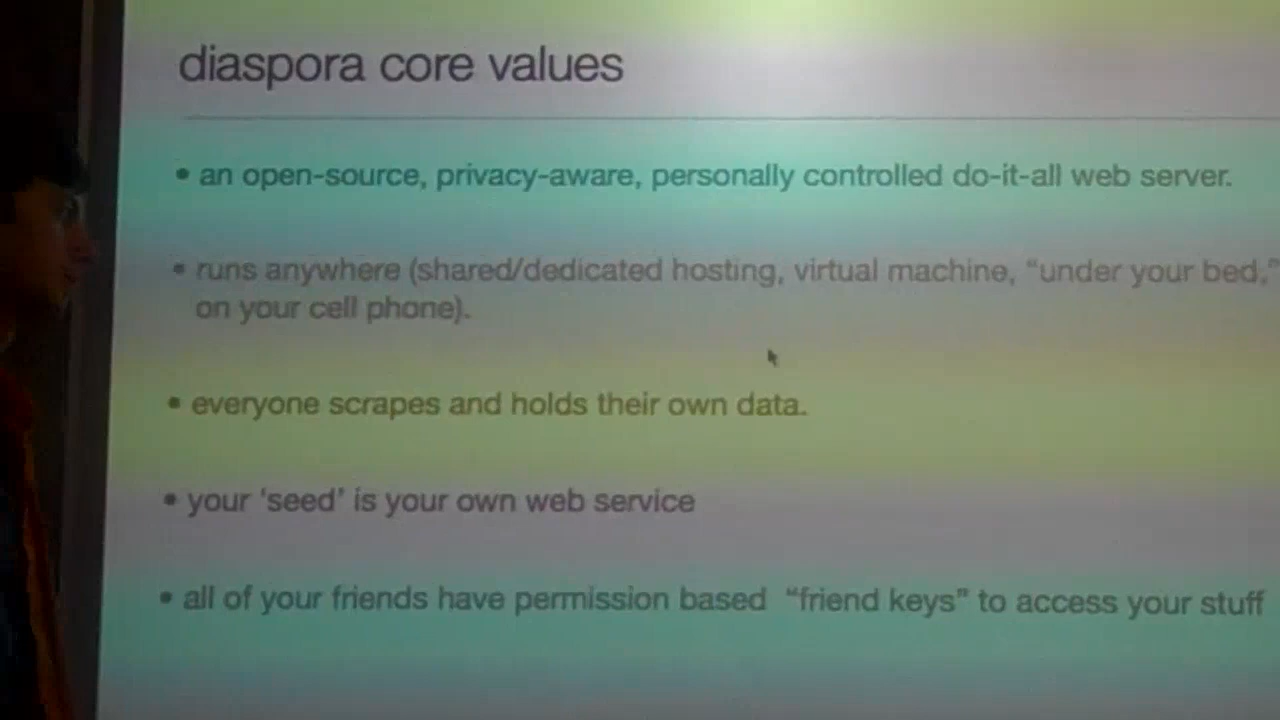 diaspora core values
• an open-source, privacy-aware, personally controlled do-it-all web server.
• runs anywhere (shared/dedicated hosting, virtual machine, “under your bed,”
on your cell phone).
• everyone scrapes and holds their own data.
• your 'seed' is your own web service
• all of your friends have permission based “friend keys” to access your stuff